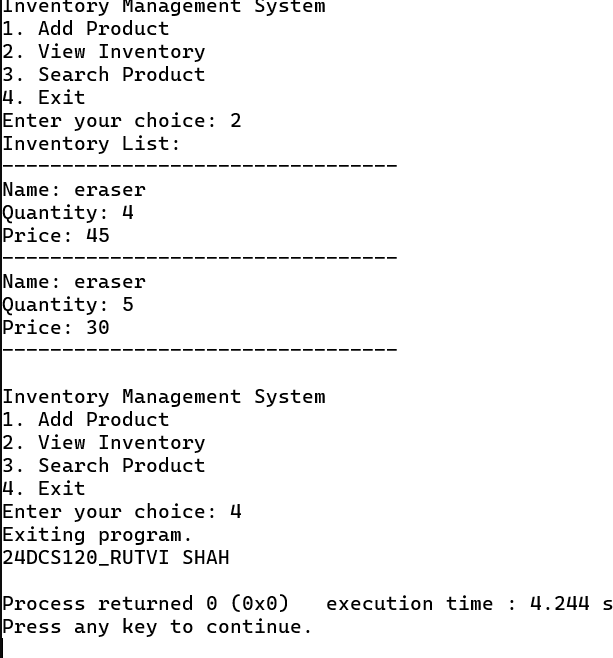 Inventory Management System
1. Add Product
2. View Inventory
3. Search Product
4. Exit
Enter your choice: 2
Inventory List:
---------------------------------
Name: eraser
Quantity: 4
Price: 45
---------------------------------
Name: eraser
Quantity: 5
Price: 30
---------------------------------
Inventory Management System
1. Add Product
2. View Inventory
3. Search Product
4. Exit
Enter your choice: 4
Exiting program.
24DCS120_RUTVI SHAH
Process returned 0 (0x0)   execution time : 4.244 s
Press any key to continue.